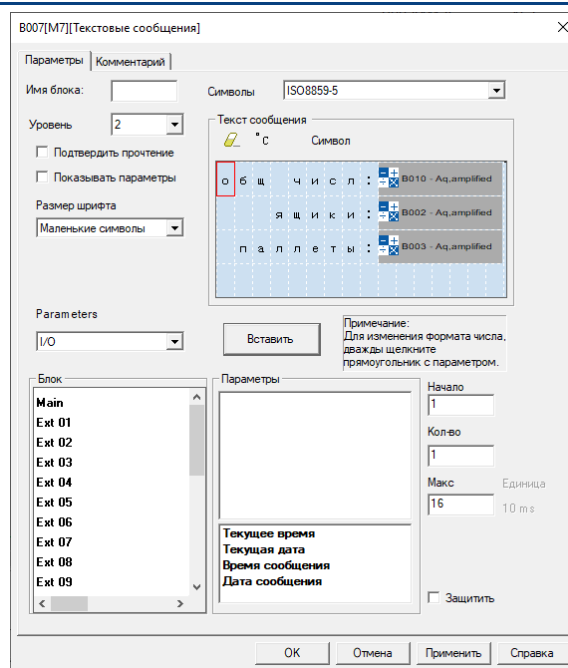 B007[M7][Текстовые сообщения]
Параметры Комментарий
Имя блока:
Символы ISO8859-5
Уровень 2
Текст сообщения
°C Символ
Подтвердить прочтение
Показывать параметры
общ числ: B010 - Aq,amplified
ящики: B002 - Aq,amplified
паллеты: B003 - Aq,amplified
Размер шрифта
Маленькие символы
Parameters
I/O
Вставить
Примечание:
Для изменения формата числа,
дважды щелкните
прямоугольник с параметром.
Блок
Main
Ext 01
Ext 02
Ext 03
Ext 04
Ext 05
Ext 06
Ext 07
Ext 08
Ext 09
Параметры
Текущее время
Текущая дата
Время сообщения
Дата сообщения
Начало
1
Кол-во
1
Макс Единица
16 10 ms
Защитить
OK Отмена Применить Справка